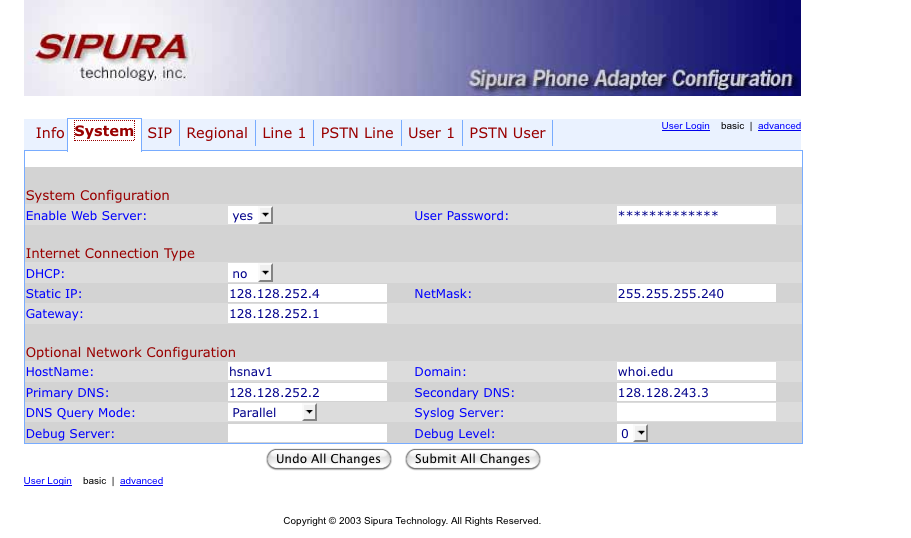 SIPURA
technology, inc.
Sipura Phone Adapter Configuration
Info System SIP Regional Line 1 PSTN Line User 1 PSTN User User Login basic | advanced
System Configuration
Enable Web Server: yes User Password: *************
Internet Connection Type
DHCP: no
Static IP: 128.128.252.4 NetMask: 255.255.255.240
Gateway: 128.128.252.1
Optional Network Configuration
HostName: hsnav1 Domain: whoi.edu
Primary DNS: 128.128.252.2 Secondary DNS: 128.128.243.3
DNS Query Mode: Parallel Syslog Server:
Debug Server: Debug Level: 0
Undo All Changes Submit All Changes
User Login basic | advanced
Copyright © 2003 Sipura Technology. All Rights Reserved.